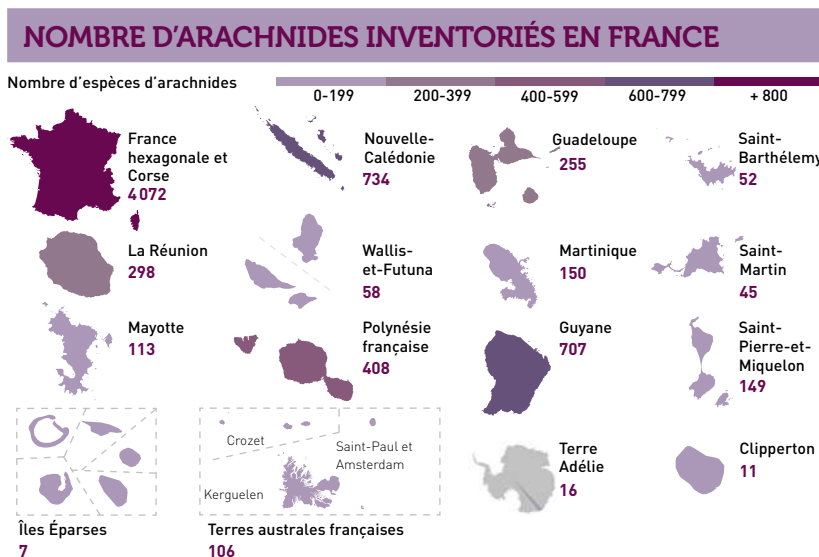 NOMBRE D'ARACHNIDES INVENTORIÉS EN FRANCE
Nombre d'espèces d'arachnides
0-199
200-399
400-599
600-799
+ 800
France
hexagonale et
Corse
4 072
Nouvelle-
Calédonie
734
Guadeloupe
255
Saint-
Barthélemy
52
La Réunion
298
Wallis-
et-Futuna
58
Martinique
150
Saint-
Martin
45
Mayotte
113
Polynésie
française
408
Guyane
707
Saint-
Pierre-et-
Miquelon
149
Îles Éparses
7
Crozet
Saint-Paul et
Amsterdam
Kerguelen
Terres australes françaises
106
Terre
Adélie
16
Clipperton
11